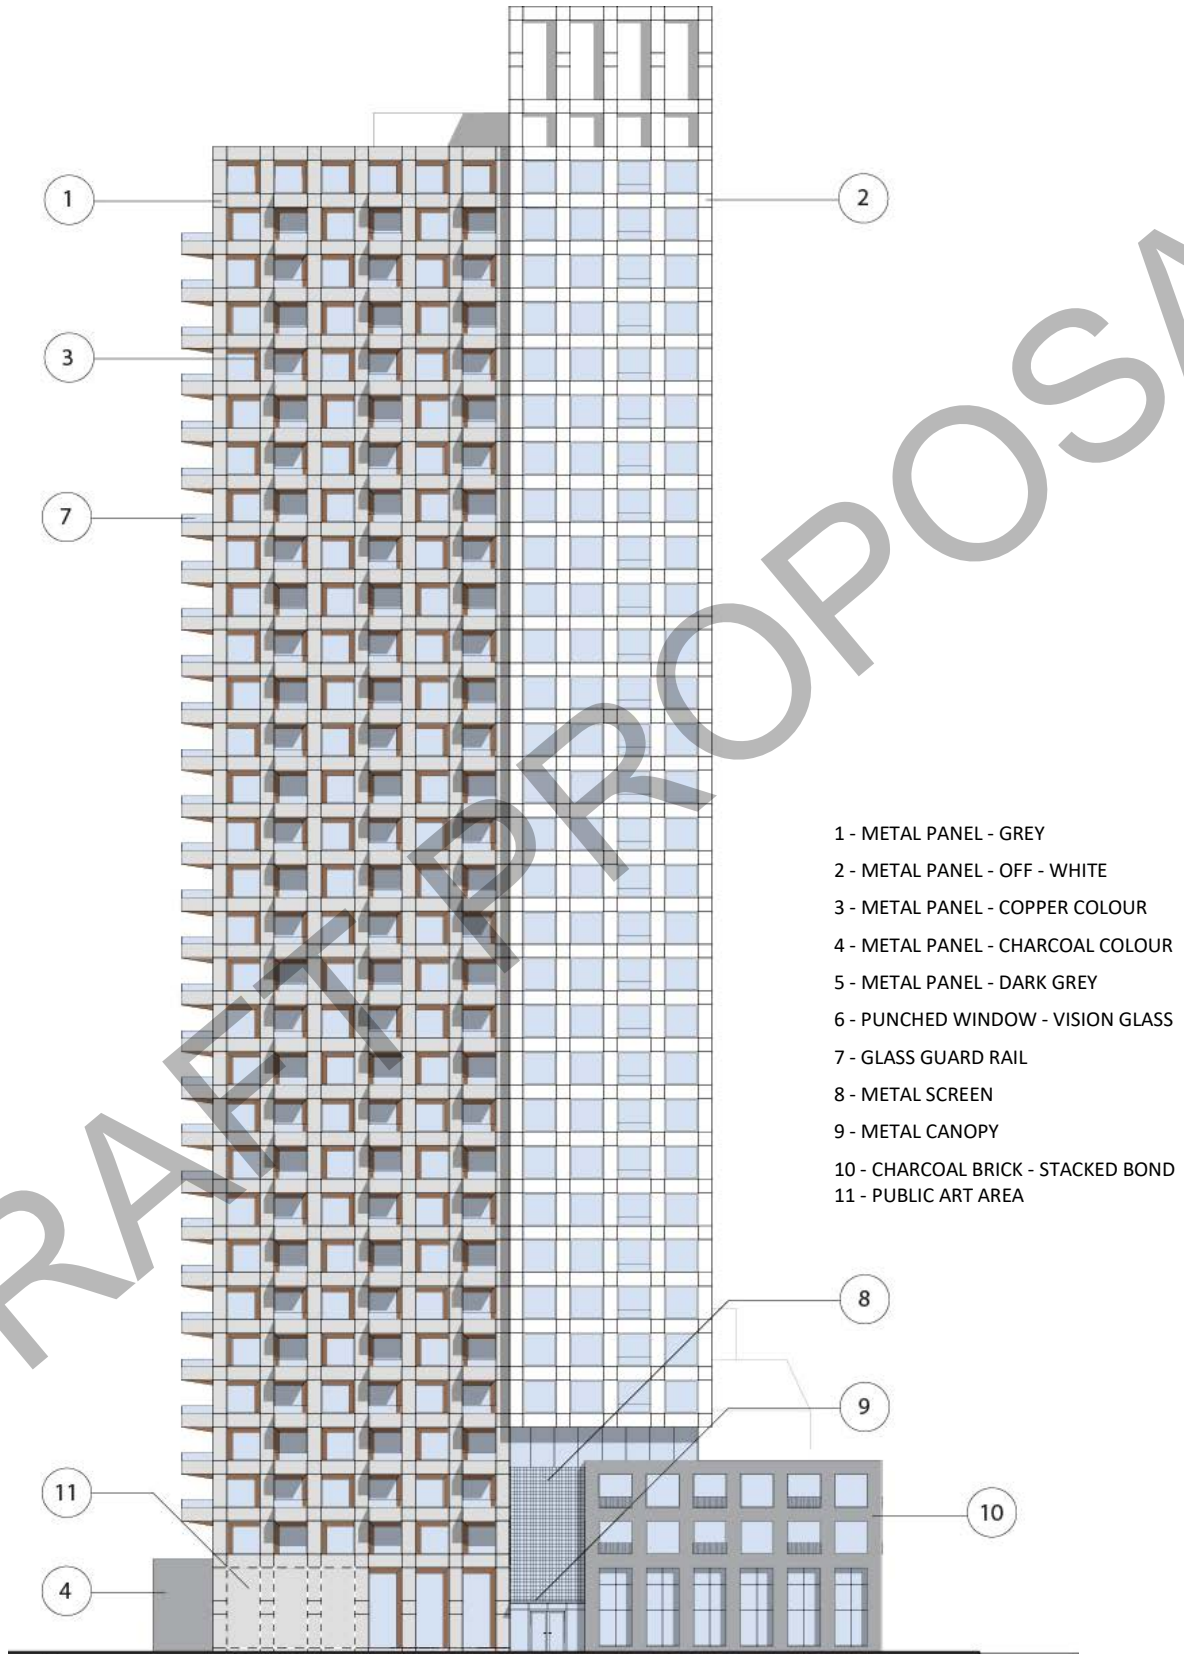 1
2
3
7
1 - METAL PANEL - GREY
2 - METAL PANEL - OFF - WHITE
3 - METAL PANEL - COPPER COLOUR
4 - METAL PANEL - CHARCOAL COLOUR
5 - METAL PANEL - DARK GREY
6 - PUNCHED WINDOW - VISION GLASS
7 - GLASS GUARD RAIL
8 - METAL SCREEN
9 - METAL CANOPY
10 - CHARCOAL BRICK - STACKED BOND
11 - PUBLIC ART AREA
8
9
11
10
4
RAFT PROPOSA